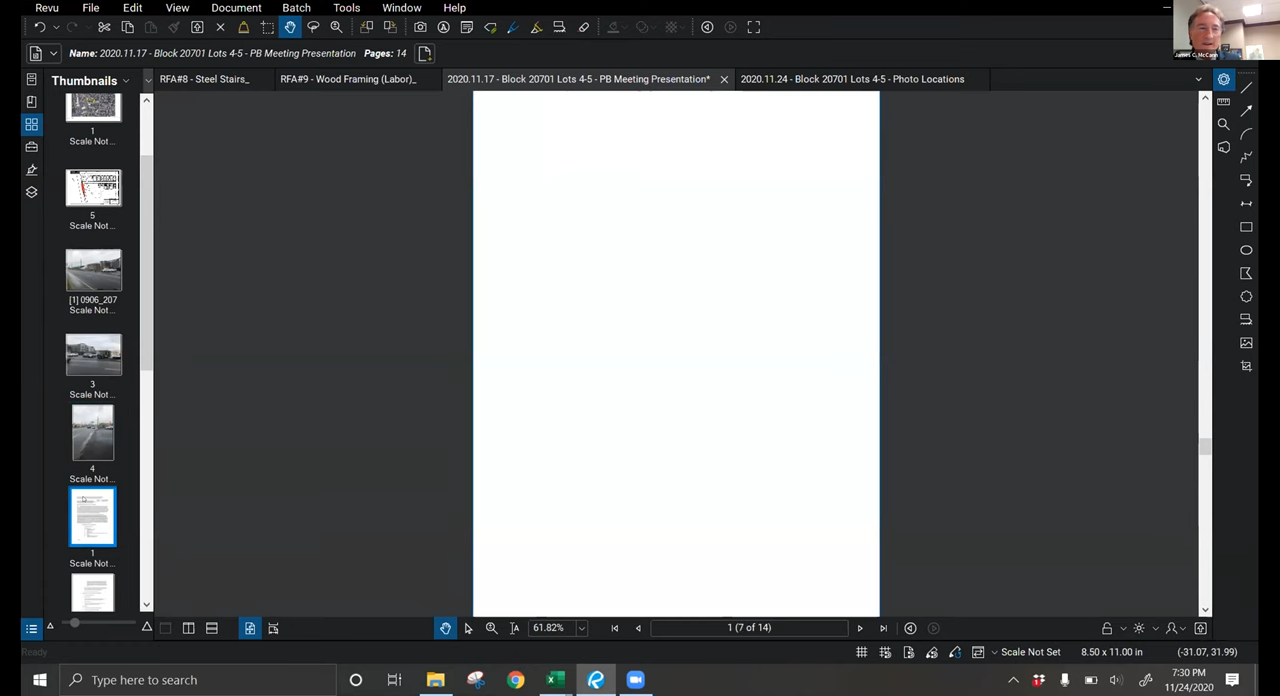 Revu File Edit View Document Batch Tools Window Help
Name: 2020.11.17 - Block 20701 Lots 4-5 - PB Meeting Presentation Pages: 14
James C. McCann
Thumbnails
RFA#8 - Steel Stairs_
RFA#9 - Wood Framing (Labor)_
2020.11.17 - Block 20701 Lots 4-5 - PB Meeting Presentation*
2020.11.24 - Block 20701 Lots 4-5 - Photo Locations
1
Scale Not...
5
Scale Not...
[1] 0906_207
Scale Not...
3
Scale Not...
4
Scale Not...
1
Scale Not...
61.82%
1 (7 of 14)
Ready
Scale Not Set
8.50 x 11.00 in
(-31.07, 31.99)
Type here to search
7:30 PM
11/24/2020